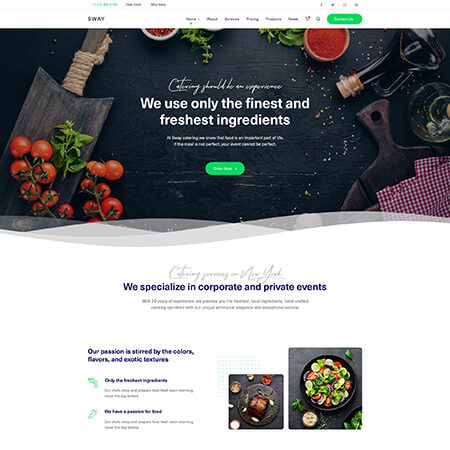 Help Desk
Why Sway
SWAY
Home
About
Services
Pricing
Products
Taxes
Contact Us
Catering should be an experience
We use only the finest and
freshest ingredients
At Sway catering we know that food is an important part of life.
If the meal is not perfect, your event cannot be perfect.
Order Now
Catering services in New York
We specialize in corporate and private events
With 20 years of experience, we promise you the freshest, local ingredients, hand crafted
cooking sprinkled with our unique whimsical elegance and exceptional service.
Our passion is stirred by the colors,
flavors, and exotic textures
Only the freshest ingredients
Our chefs shop and prepare food fresh each morning,
never the day before.
We have a passion for food
Our chefs shop and prepare food fresh each morning,
never the day before.